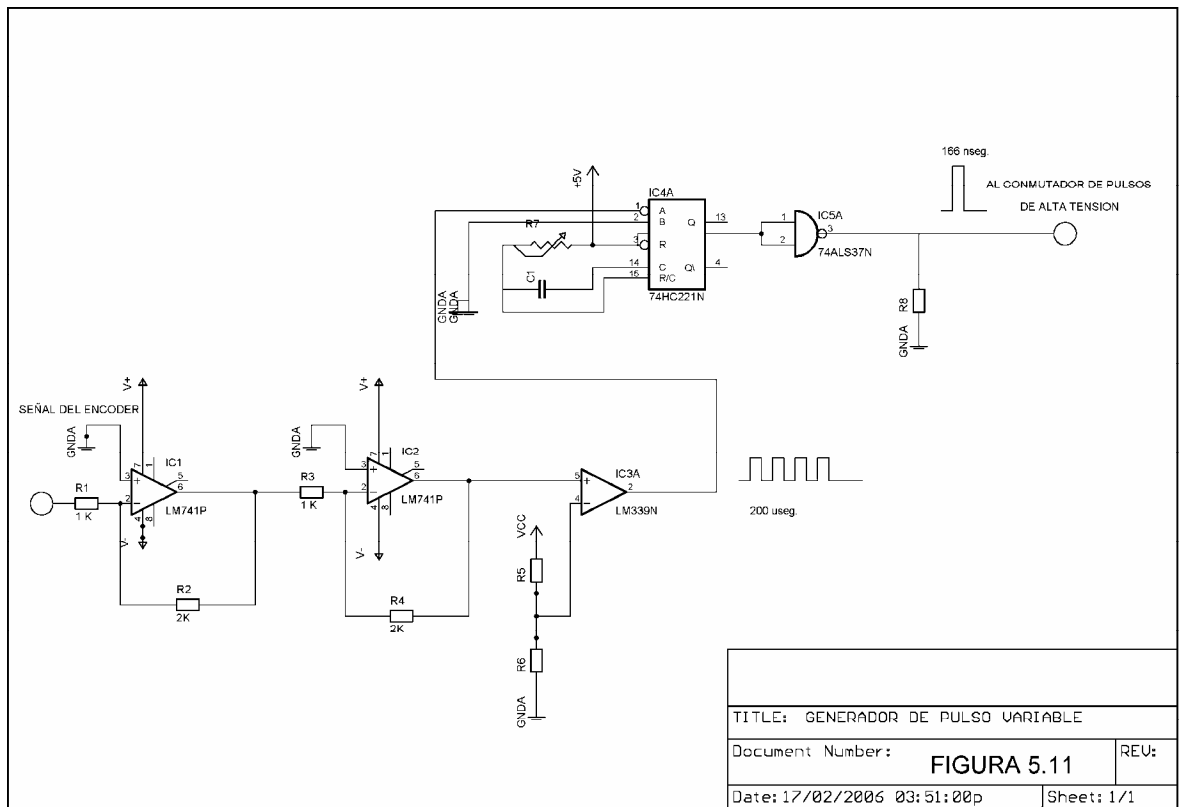 166 nseg.
AL CONMUTADOR DE PULSOS
DE ALTA TENSION
+5V
IC4A
1
A
2
B
Q
13
R7
3
R
IC5A
1
2
3
74ALS37N
14
C
Q\
4
15
R/C
C1
74HC221N
GNDA
GNDA
R8
GNDA
SEÑAL DEL ENCODER
V+
V+
GNDA
GNDA
7
1
IC1
5
3
6
2
4
8
LM741P
R1
1 K
V-
R2
2K
7
1
IC2
5
3
6
2
4
8
LM741P
R3
1 K
V-
R4
2K
IC3A
5
4
2
LM339N
200 useg.
VCC
R5
R6
GNDA
TITLE: GENERADOR DE PULSO VARIABLE
Document Number:
FIGURA 5.11
REV:
Date: 17/02/2006 03:51:00p
Sheet: 1/1